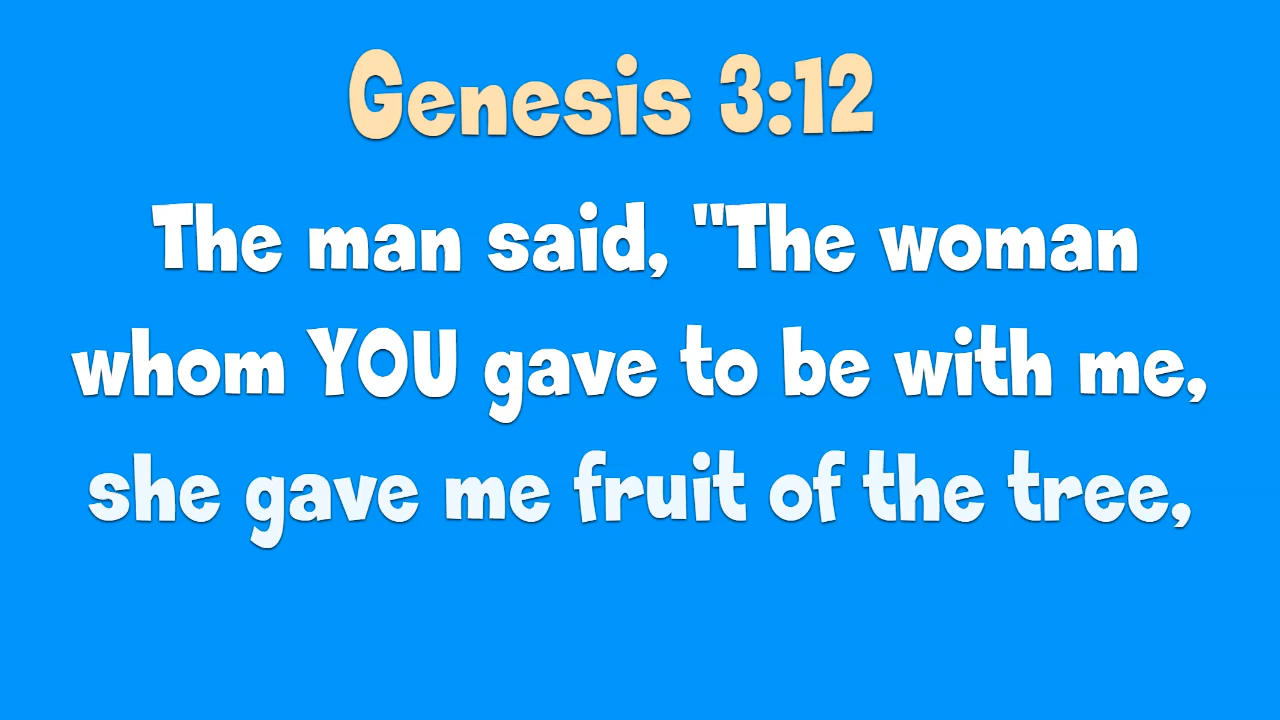 Genesis 3:12
The man said, "The woman
whom YOU gave to be with me,
she gave me fruit of the tree,